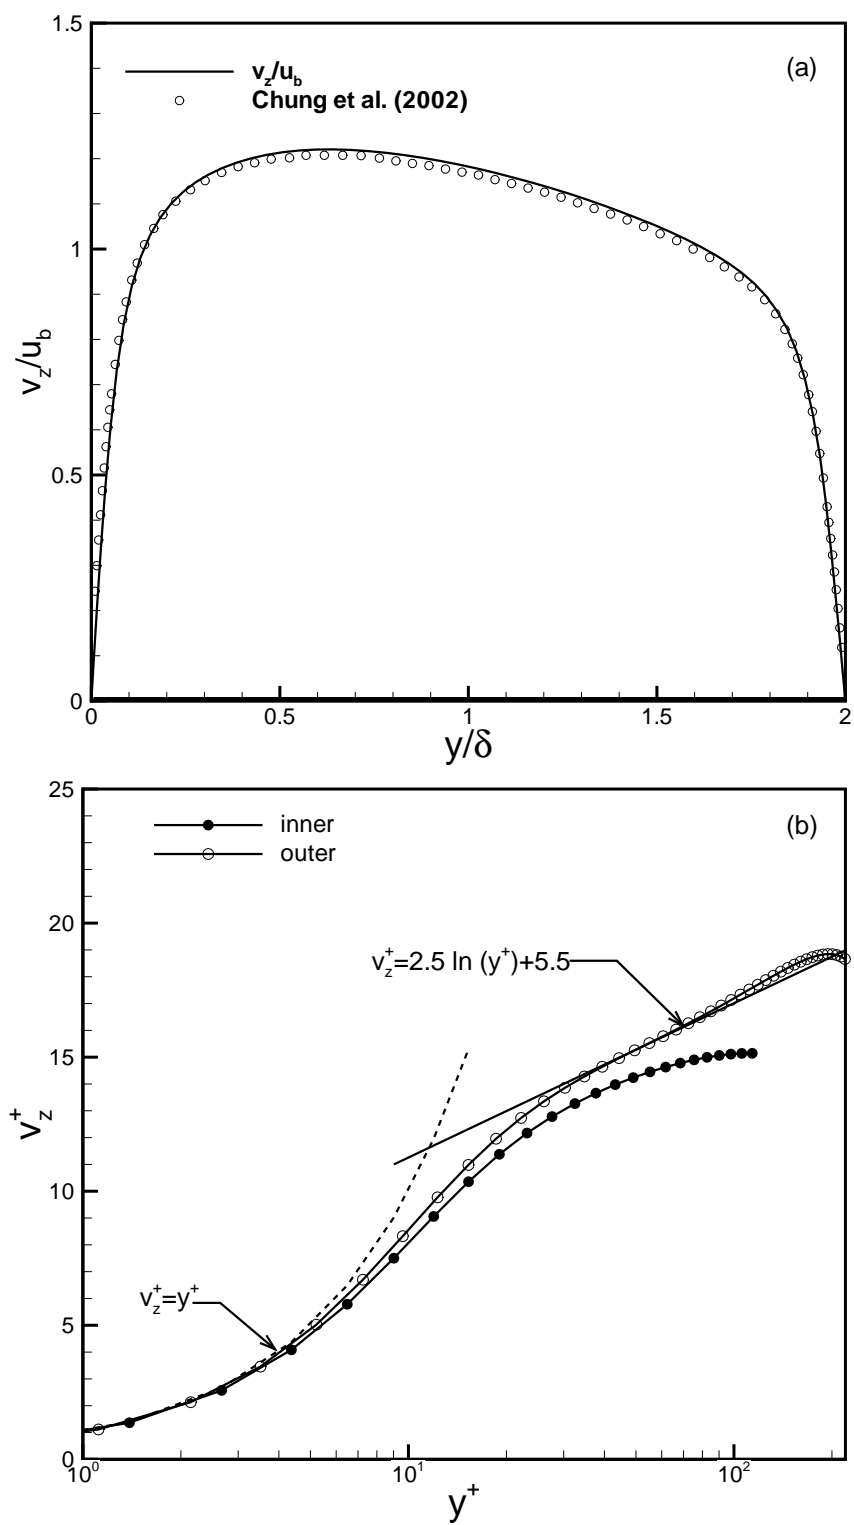 1.5
(a)
v_z/u_b
Chung et al. (2002)
1
v_z/u_b
0.5
0
0 0.5 1 1.5 2
y/δ
25
inner
(b)
outer
20
v_z^+=2.5 ln (y^+)+5.5
15
v_z^+
10
v_z^+=y^+
5
0
10^0 10^1 10^2
y^+